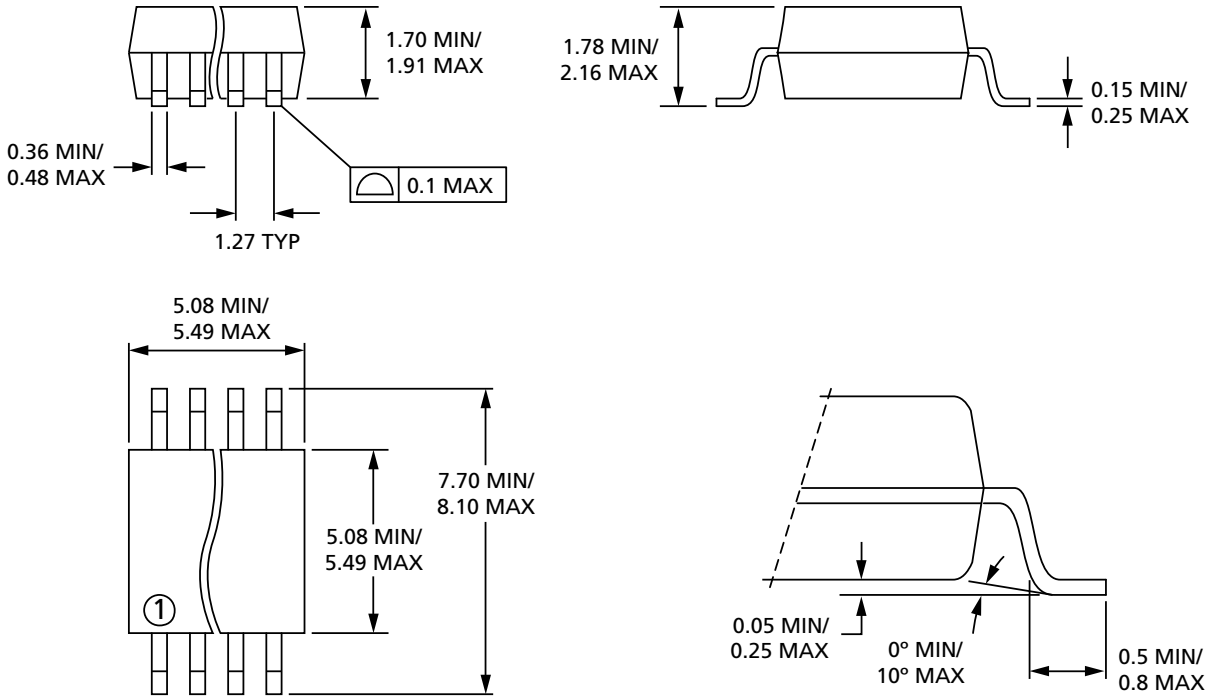 1.70 MIN/
1.91 MAX
1.78 MIN/
2.16 MAX
0.15 MIN/
0.25 MAX
0.36 MIN/
0.48 MAX
0.1 MAX
1.27 TYP
5.08 MIN/
5.49 MAX
7.70 MIN/
8.10 MAX
5.08 MIN/
5.49 MAX
1
0.05 MIN/
0.25 MAX
0º MIN/
10º MAX
0.5 MIN/
0.8 MAX